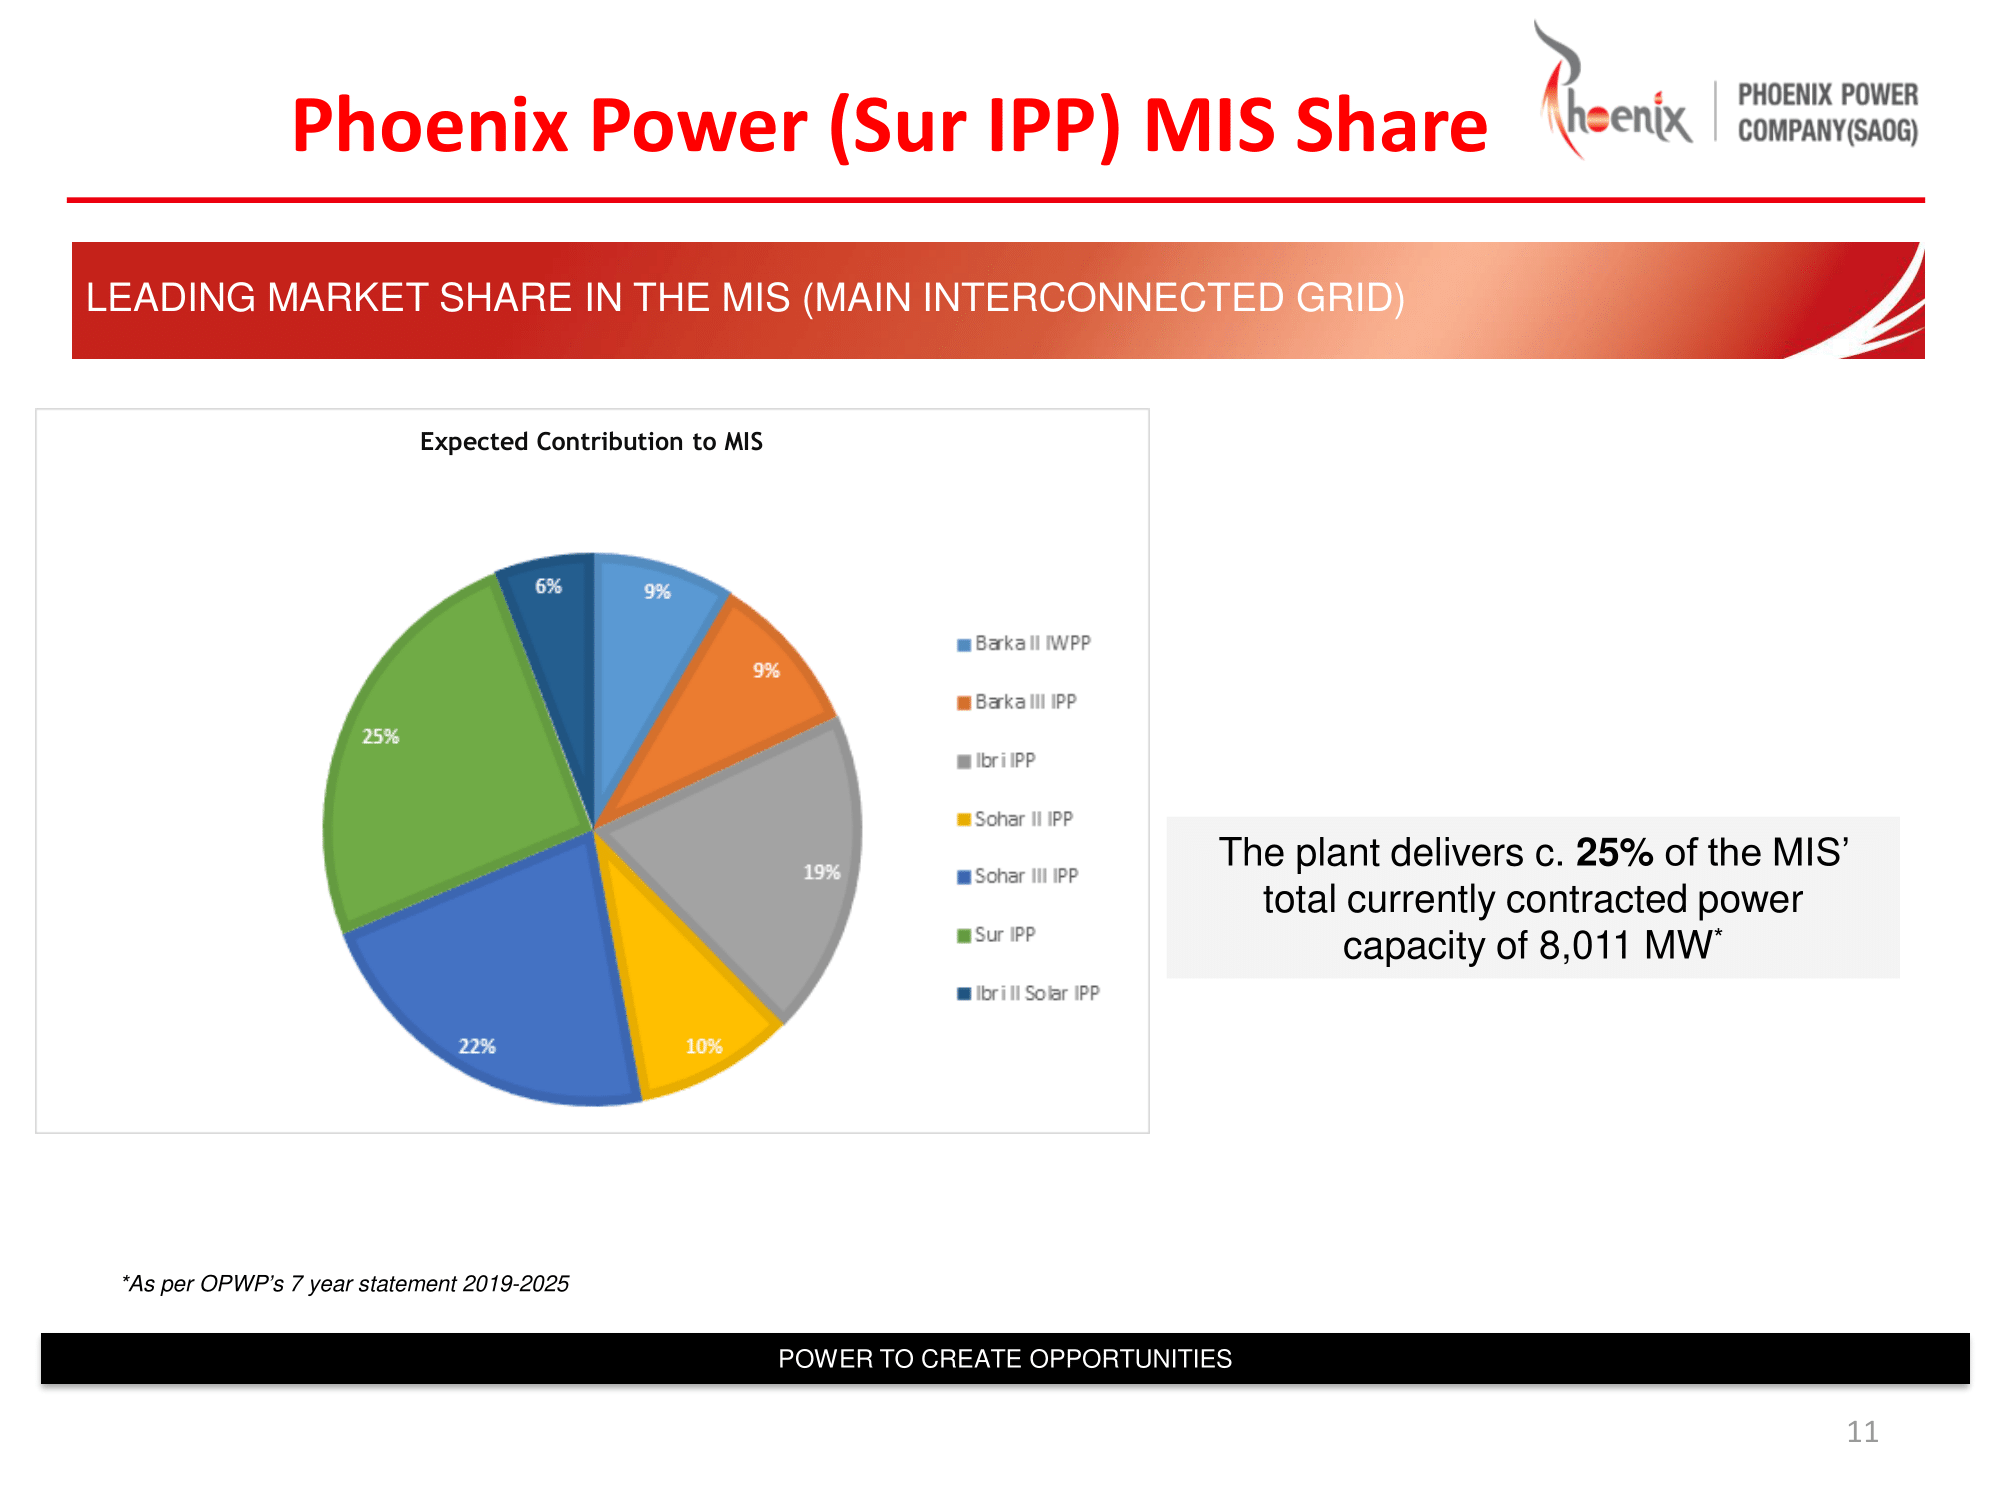 Phoenix Power (Sur IPP) MIS Share
Phoenix
PHOENIX POWER
COMPANY(SAOG)
LEADING MARKET SHARE IN THE MIS (MAIN INTERCONNECTED GRID)
Expected Contribution to MIS
6%
9%
9%
25%
19%
22%
10%
Barka II IWPP
Barka III IPP
Ibri IPP
Sohar II IPP
Sohar III IPP
Sur IPP
Ibri II Solar IPP
The plant delivers c. 25% of the MIS’
total currently contracted power
capacity of 8,011 MW*
*As per OPWP’s 7 year statement 2019-2025
POWER TO CREATE OPPORTUNITIES
11